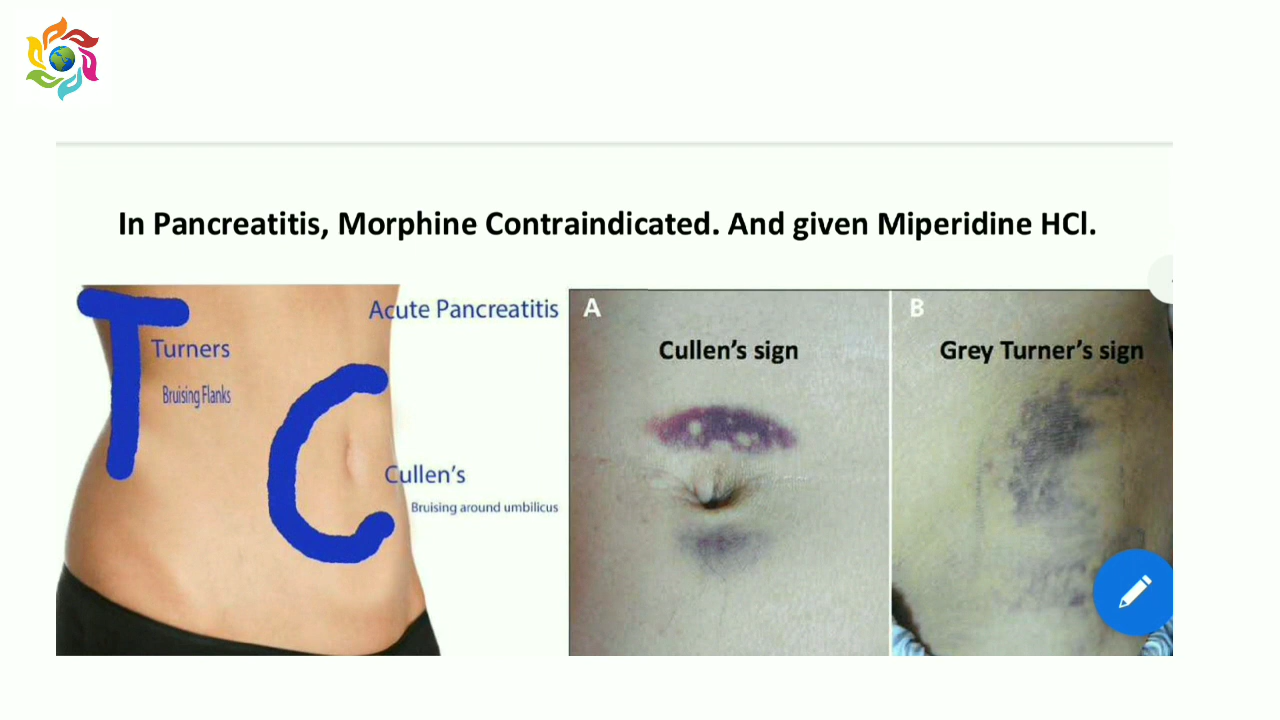 In Pancreatitis, Morphine Contraindicated. And given Miperidine HCl.
Acute Pancreatitis
T
Turners
Bruising Flanks
C
Cullen's
Bruising around umbilicus
A
Cullen's sign
B
Grey Turner's sign